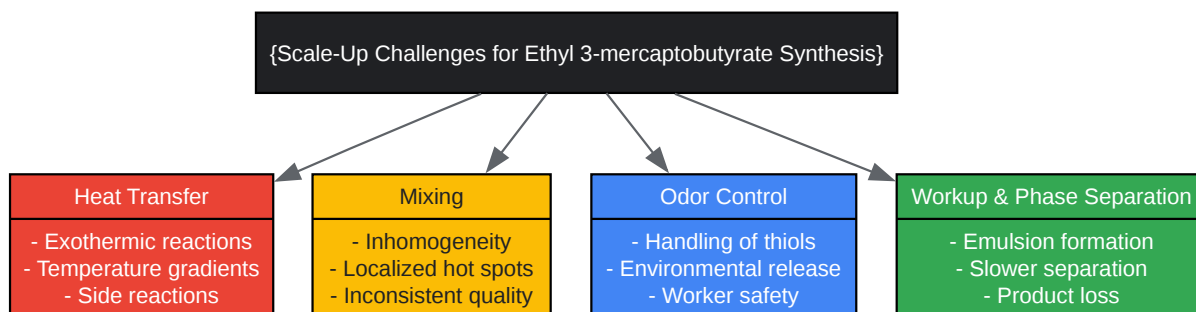 {Scale-Up Challenges for Ethyl 3-mercaptobutyrate Synthesis}
Heat Transfer
- Exothermic reactions
- Temperature gradients
- Side reactions
Mixing
- Inhomogeneity
- Localized hot spots
- Inconsistent quality
Odor Control
- Handling of thiols
- Environmental release
- Worker safety
Workup & Phase Separation
- Emulsion formation
- Slower separation
- Product loss